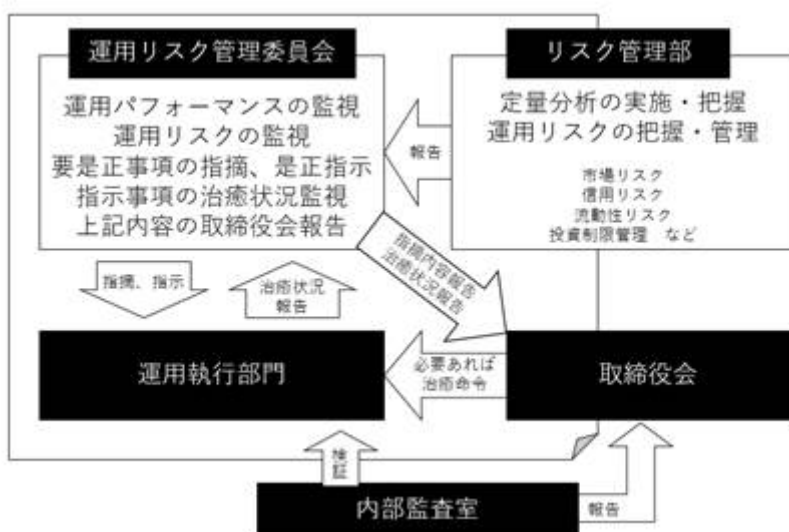 運用リスク管理委員会
運用パフォーマンスの監視
運用リスクの監視
要是正事項の指摘、是正指示
指示事項の治癒状況監視
上記内容の取締役会報告
リスク管理部
定量分析の実施・把握
運用リスクの把握・管理
市場リスク
信用リスク
流動性リスク
投資制限管理　など
報告
指摘内容報告
治癒状況報告
指摘、指示
治癒状況
報告
運用執行部門
必要あれば
治癒命令
取締役会
検証
内部監査室
報告